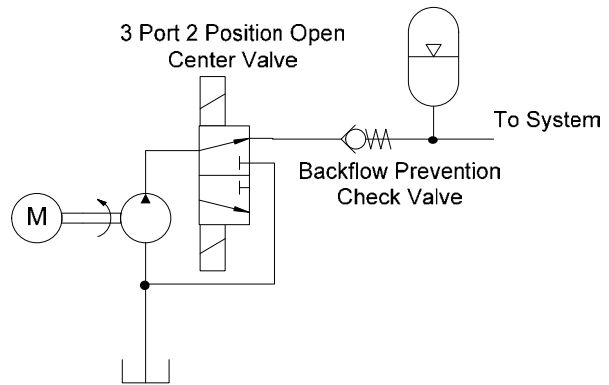 3 Port 2 Position Open
Center Valve
To System
Backflow Prevention
Check Valve
M